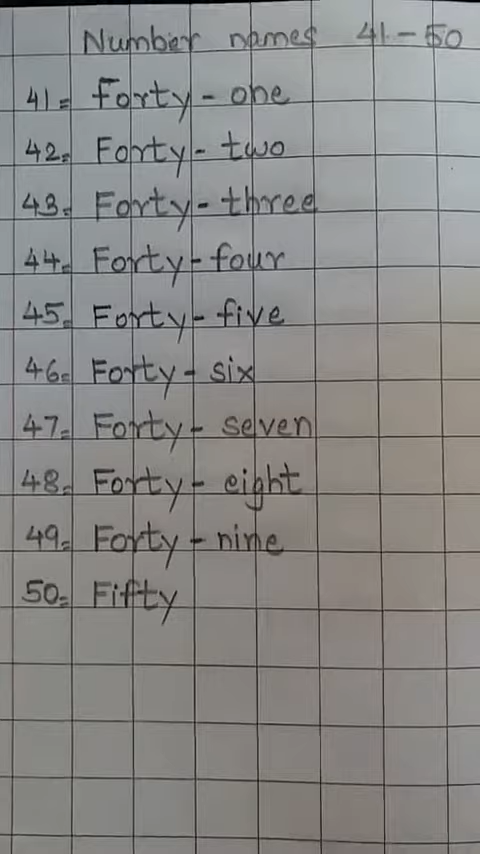 Number names 41-50
41= Forty-one
42= Forty-two
43= Forty-three
44= Forty-four
45= Forty-five
46= Forty-six
47= Forty-seven
48= Forty-eight
49= Forty-nine
50= Fifty